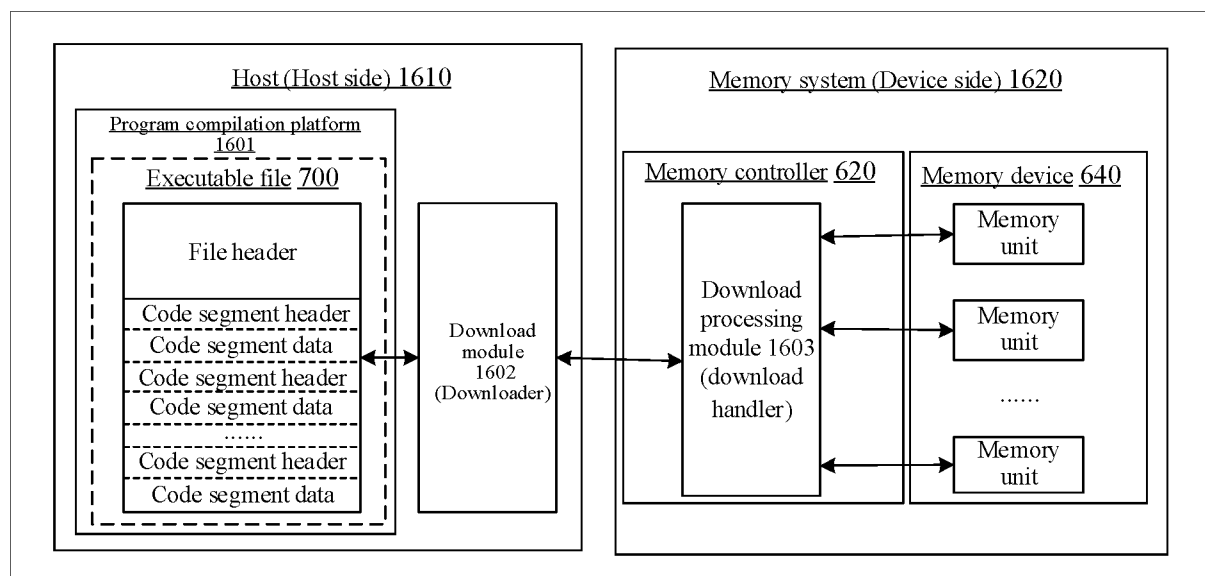 Host (Host side) 1610
Program compilation platform
1601
Executable file 700
File header
Code segment header
Code segment data
Code segment header
Code segment data
......
Code segment header
Code segment data
Download
module
1602
(Downloader)
Memory system (Device side) 1620
Memory controller 620
Download
processing
module 1603
(download
handler)
Memory device 640
Memory
unit
Memory
unit
......
Memory
unit